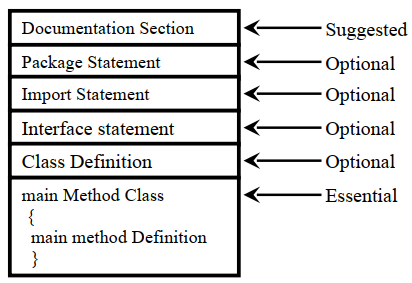 Documentation Section Suggested
Package Statement Optional
Import Statement Optional
Interface statement Optional
Class Definition Optional
main Method Class Essential
{
main method Definition
}